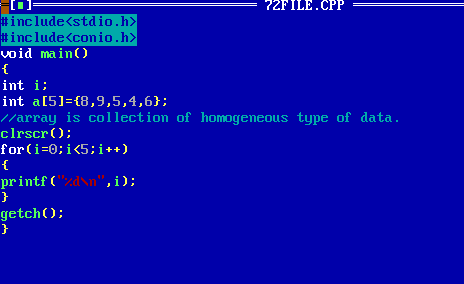 [■] 72FILE.CPP
#include<stdio.h>
#include<conio.h>
void main()
{
int i;
int a[5]={8,9,5,4,6};
//array is collection of homogeneous type of data.
clrscr();
for(i=0;i<5;i++)
{
printf("%d\n",i);
}
getch();
}